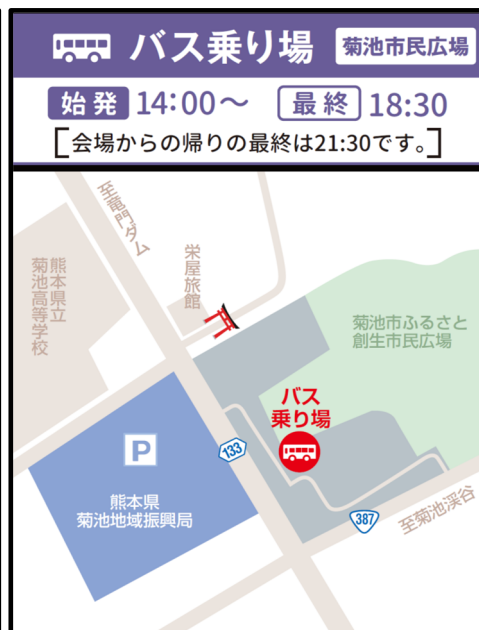 バス乗り場
菊池市民広場
始発 14:00～ 最終 18:30
[会場からの帰りの最終は21:30です。]
至竜門ダム
栄屋旅館
熊本県立
菊池高等学校
菊池市ふるさと
創生市民広場
バス
乗り場
P
133
熊本県
菊池地域振興局
387
至菊池渓谷